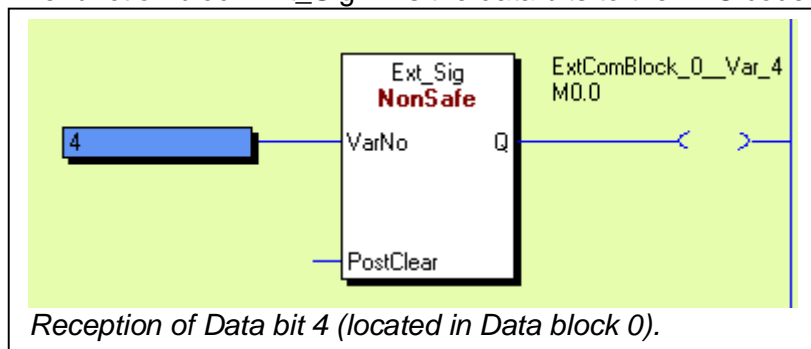 Ext_Sig
NonSafe
ExtComBlock_0__Var_4
M0.0
4
VarNo
Q
PostClear
Reception of Data bit 4 (located in Data block 0).